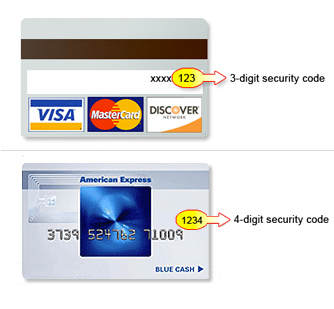 xxxx 123
3-digit security code
VISA MasterCard DISCOVER
NETWORK
American Express
1234
4-digit security code
3739 524762 71009
BLUE CASH